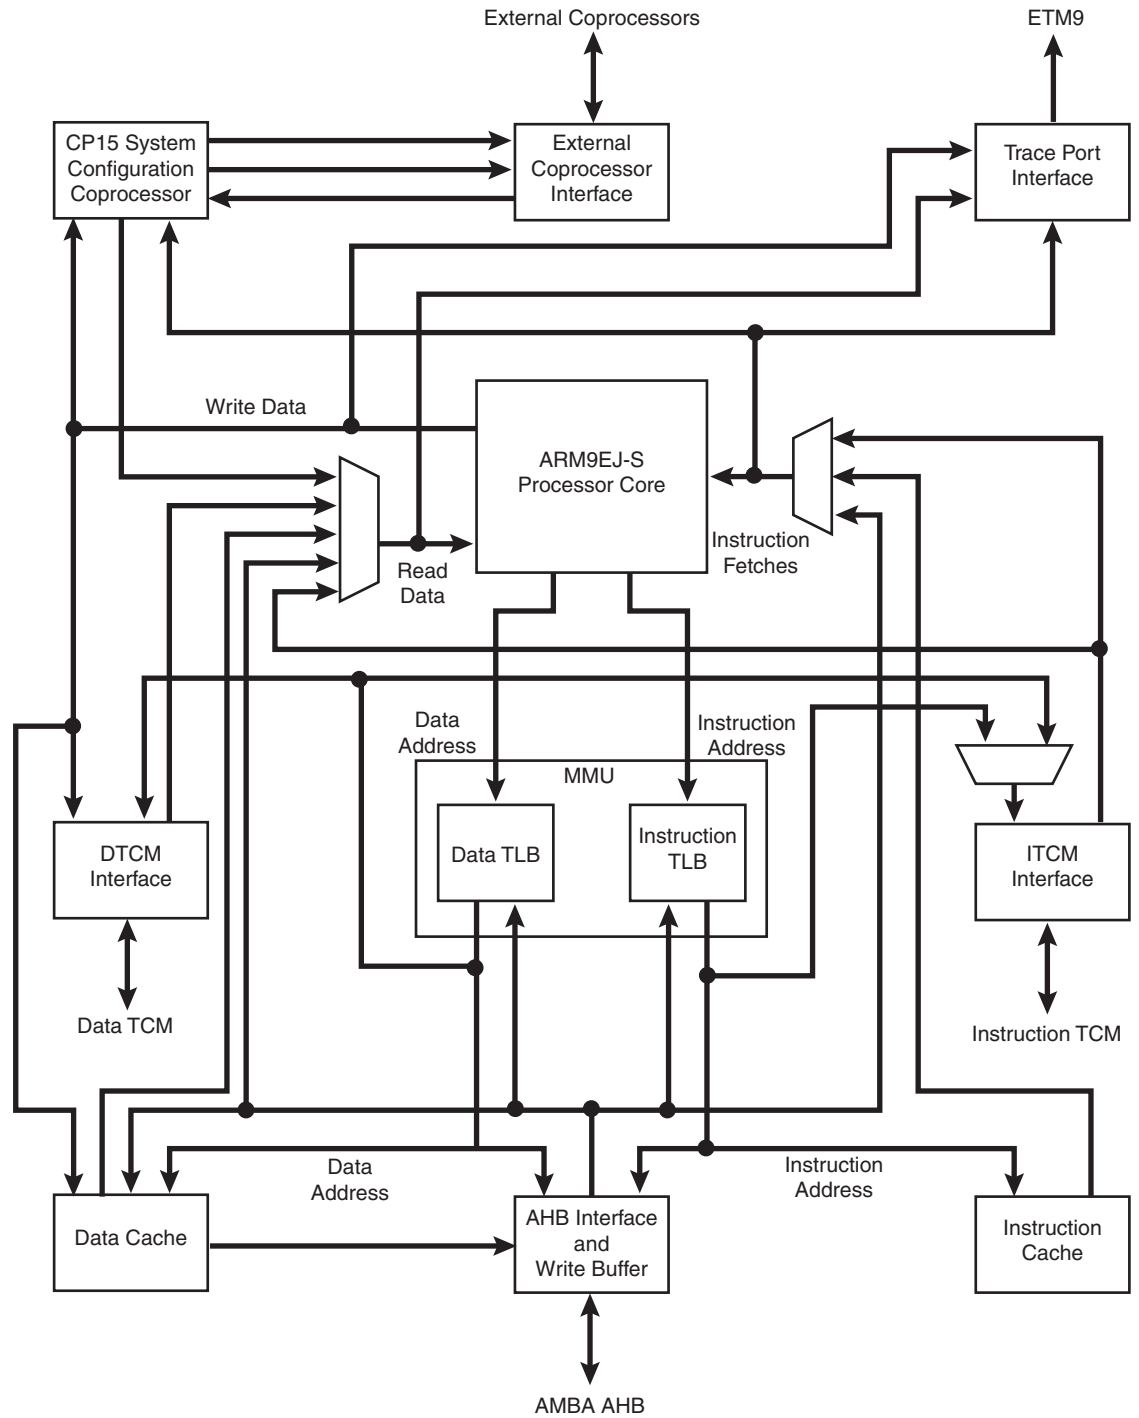 External Coprocessors
ETM9
CP15 System
Configuration
Coprocessor
External
Coprocessor
Interface
Trace Port
Interface
Write Data
ARM9EJ-S
Processor Core
Instruction
Fetches
Read
Data
Data
Address
Instruction
Address
MMU
DTCM
Interface
Data TLB
Instruction
TLB
ITCM
Interface
Data TCM
Instruction TCM
Data
Address
Instruction
Address
Data Cache
AHB Interface
and
Write Buffer
Instruction
Cache
AMBA AHB